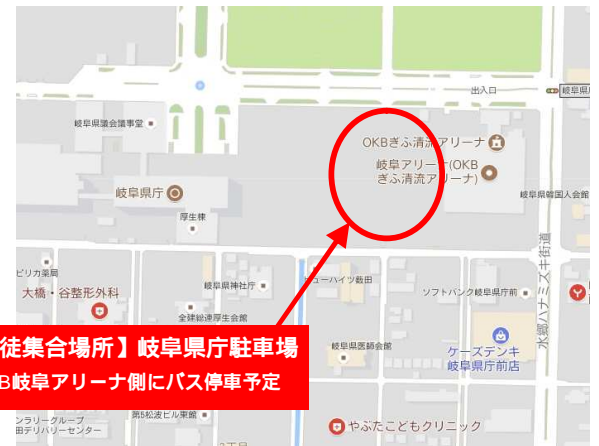 出入口
岐阜県
岐阜県議会議事堂
OKBぎふ清流アリーナ
岐阜アリーナ(OKB
ぎふ清流アリーナ)
岐阜県庁
岐阜県韓国人会館
厚生棟
水郷ハナミズキ街道
ピリカ薬局
岐阜県神社庁
ューハイツ薮田
大橋・谷整形外科
ソフトバンク岐阜県庁前
全建総連厚生会館
徒集合場所】岐阜県庁駐車場
B岐阜アリーナ側にバス停車予定
岐阜県医師会館
ケーズデンキ
岐阜県庁前店
ンラリーグループ
田デリバリーセンター
第5松波ビル東館
やぶたこどもクリニック
2丁目